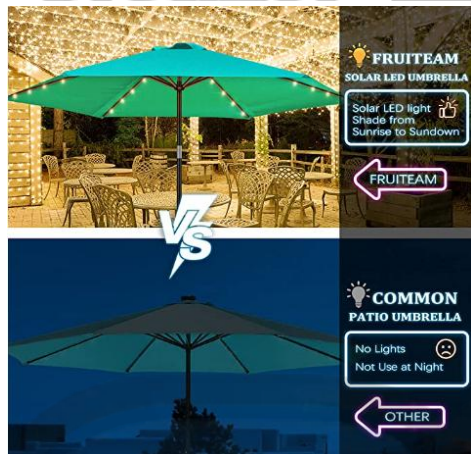 FRUITEAM
SOLAR LED UMBRELLA
Solar LED light
Shade from
Sunrise to Sundown
FRUITEAM
VS
COMMON
PATIO UMBRELLA
No Lights
Not Use at Night
OTHER